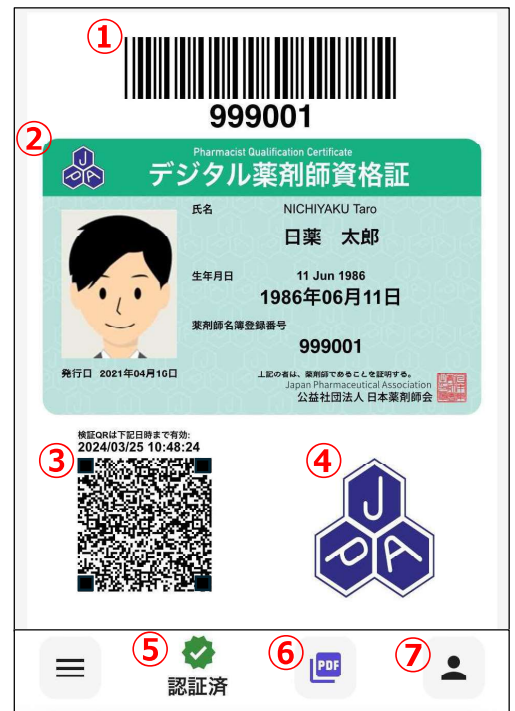 ①
999001
②
JPA
Pharmacist Qualification Certificate
デジタル薬剤師資格証
氏名 NICHIYAKU Taro
日薬 太郎
生年月日 11 Jun 1986
1986年06月11日
薬剤師名簿登録番号
999001
発行日 2021年04月16日
上記の者は、薬剤師であることを証明する。
Japan Pharmaceutical Association
公益社団法人 日本薬剤師会
検証QRは下記日時まで有効:
2024/03/25 10:48:24
③
④
JPA
⑤
認証済
⑥
PDF
⑦